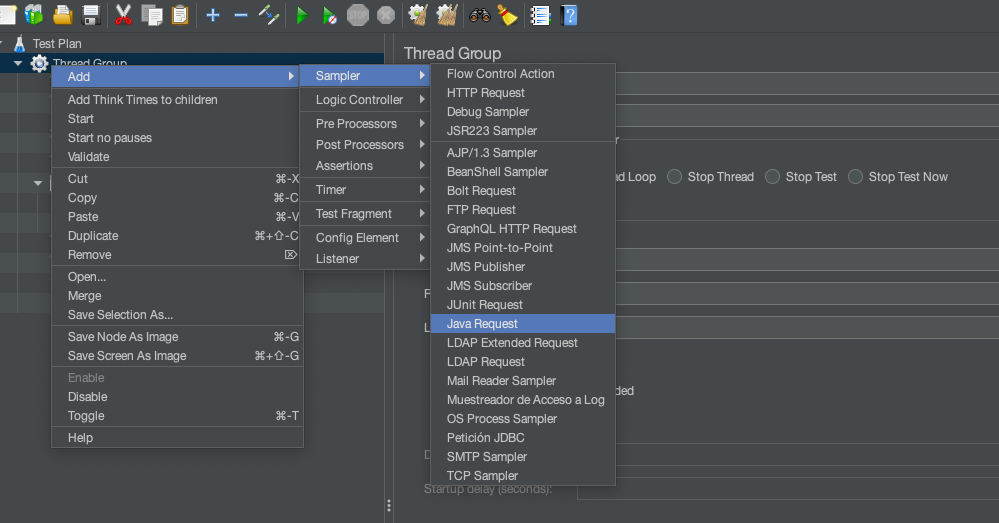 Test Plan
Thread Group
Thread Group
Add
Add Think Times to children
Start
Start no pauses
Validate
Cut ⌘-X
Copy ⌘-C
Paste ⌘-V
Duplicate ⌘+⇧-C
Remove ⌦
Open...
Merge
Save Selection As...
Save Node As Image ⌘-G
Save Screen As Image ⌘+⇧-G
Enable
Disable
Toggle ⌘-T
Help
Sampler
Logic Controller
Pre Processors
Post Processors
Assertions
Timer
Test Fragment
Config Element
Listener
Flow Control Action
HTTP Request
Debug Sampler
JSR223 Sampler
AJP/1.3 Sampler
BeanShell Sampler
Bolt Request
FTP Request
GraphQL HTTP Request
JMS Point-to-Point
JMS Publisher
JMS Subscriber
JUnit Request
Java Request
LDAP Extended Request
LDAP Request
Mail Reader Sampler
Muestreador de Acceso a Log
OS Process Sampler
Petición JDBC
SMTP Sampler
TCP Sampler
Loop
Stop Thread
Stop Test
Stop Test Now
Startup delay (seconds):